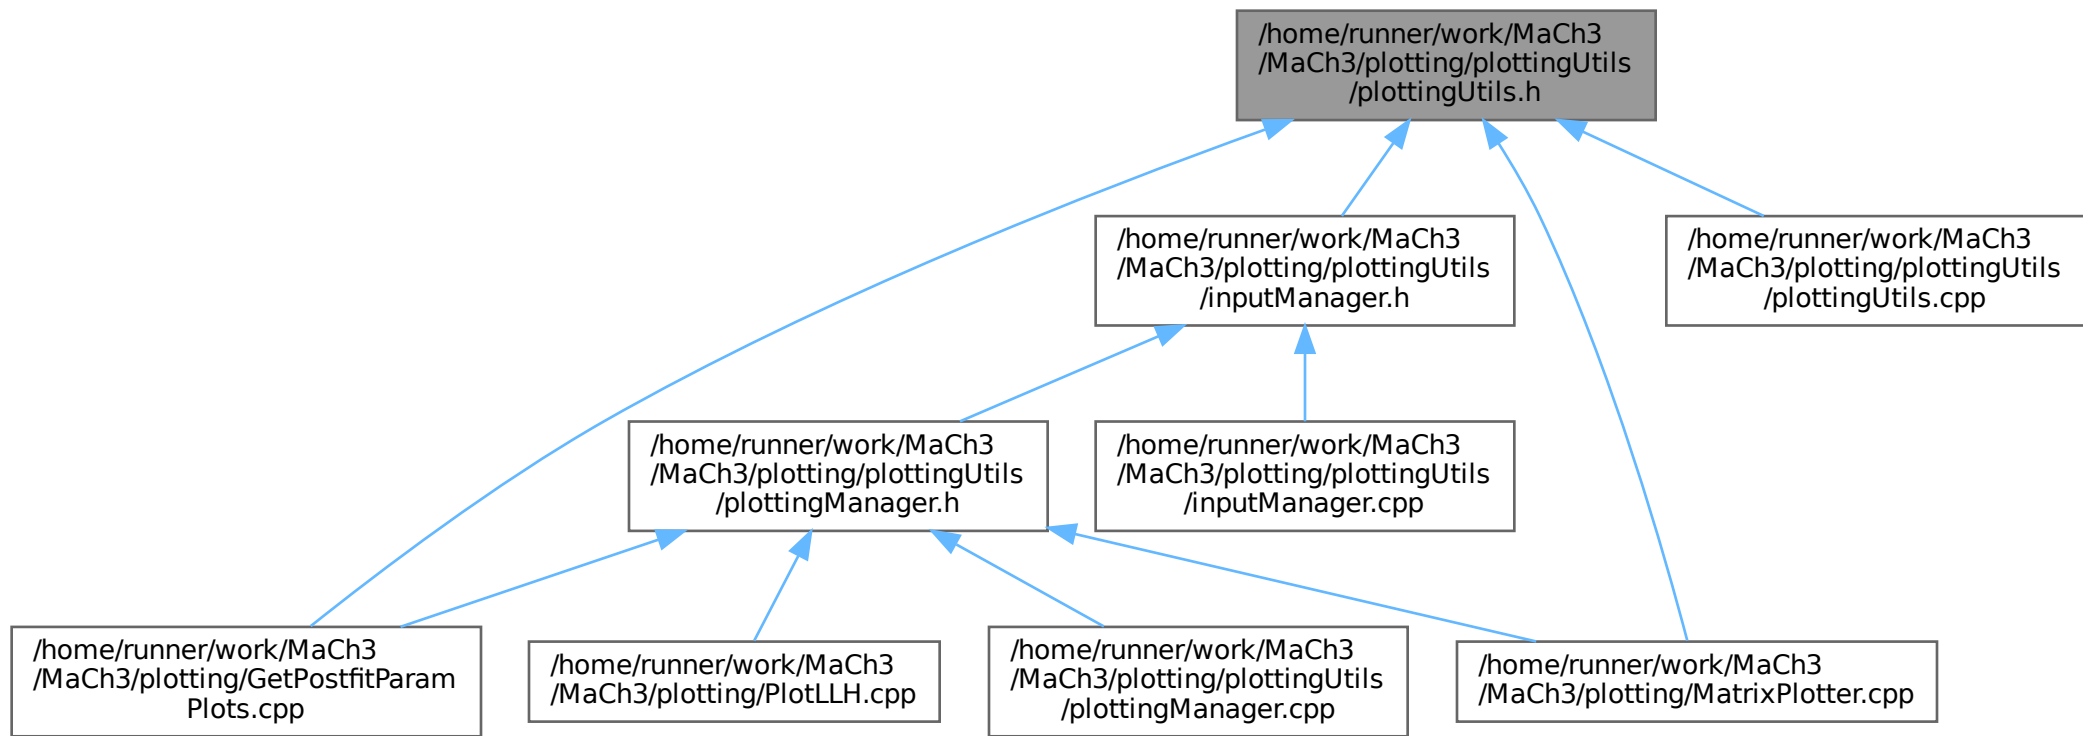 /home/runner/work/MaCh3
/MaCh3/plotting/plottingUtils
/plottingUtils.h
/home/runner/work/MaCh3
/MaCh3/plotting/plottingUtils
/inputManager.h
/home/runner/work/MaCh3
/MaCh3/plotting/plottingUtils
/plottingUtils.cpp
/home/runner/work/MaCh3
/MaCh3/plotting/plottingUtils
/plottingManager.h
/home/runner/work/MaCh3
/MaCh3/plotting/plottingUtils
/inputManager.cpp
/home/runner/work/MaCh3
/MaCh3/plotting/GetPostfitParam
Plots.cpp
/home/runner/work/MaCh3
/MaCh3/plotting/PlotLLH.cpp
/home/runner/work/MaCh3
/MaCh3/plotting/plottingUtils
/plottingManager.cpp
/home/runner/work/MaCh3
/MaCh3/plotting/MatrixPlotter.cpp